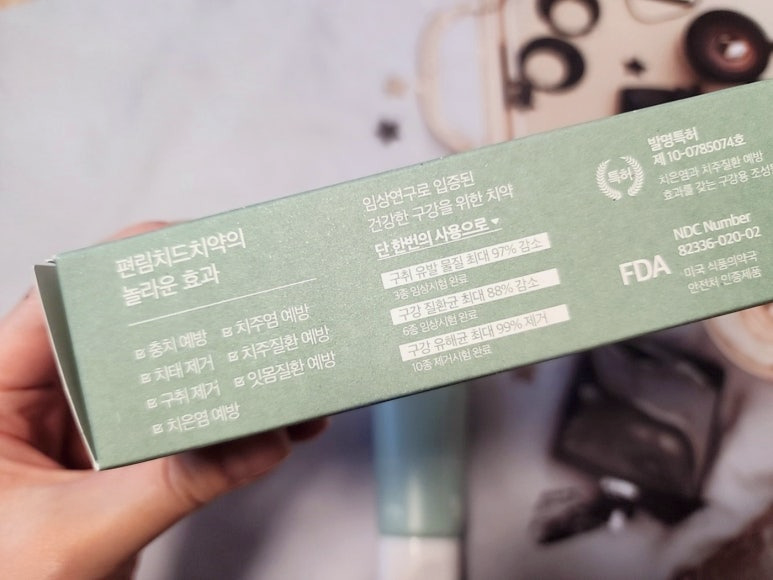 편림치드치약의
놀라운 효과
충치 예방
치태 제거
구취 제거
치은염 예방
치주염 예방
치주질환 예방
잇몸질환 예방
임상연구로 입증된
건강한 구강을 위한 치약
단 한번의 사용으로
구취 유발 물질 최대 97% 감소
3종 임상시험 완료
구강 질환균 최대 88% 감소
6종 임상시험 완료
구강 유해균 최대 99% 제거
10종 제거시험 완료
특허
발명특허
제 10-0785074호
치은염과 치주질환 예방
효과를 갖는 구강용 조성
FDA
NDC Number
82336-020-02
미국 식품의약국
안전처 인증제품